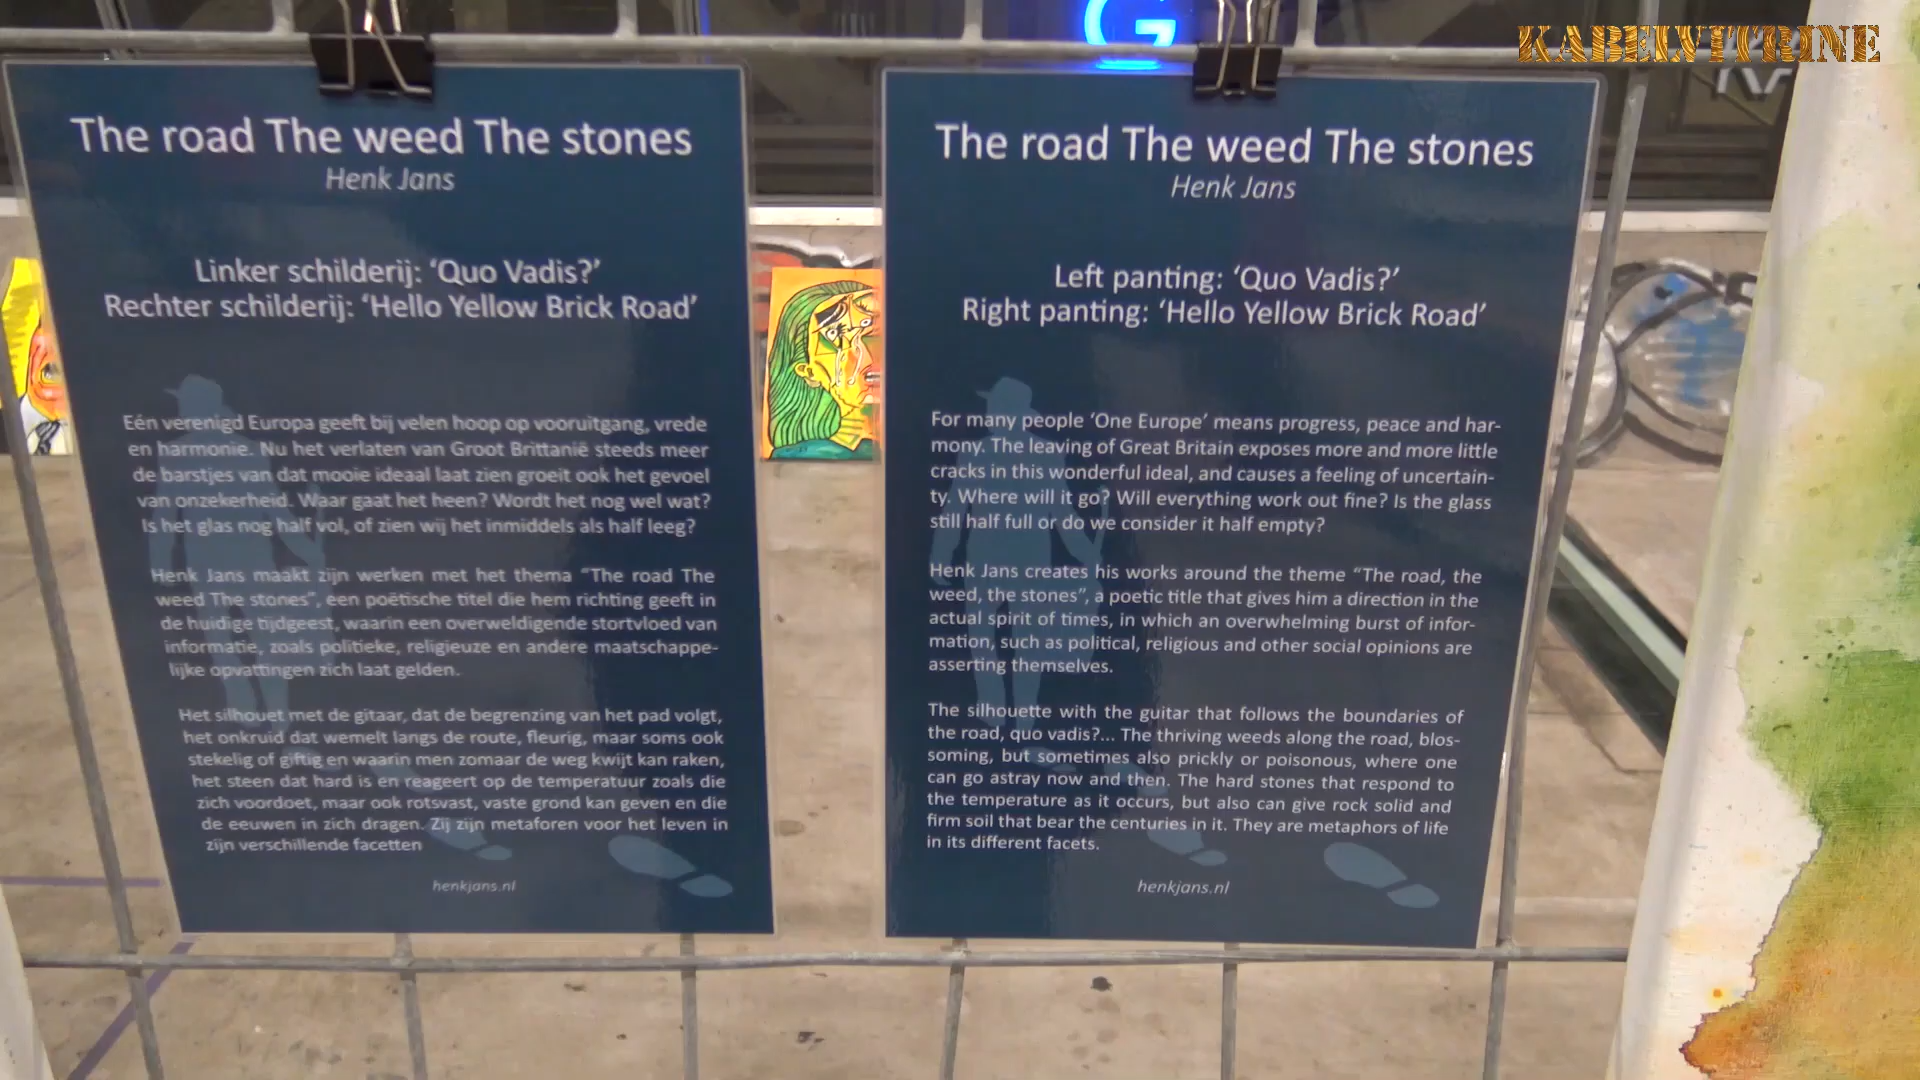 KABELVITRINE
G
The road The weed The stones
Henk Jans
Linker schilderij: ‘Quo Vadis?’
Rechter schilderij: ‘Hello Yellow Brick Road’
Eén verenigd Europa geeft bij velen hoop op vooruitgang, vrede
en harmonie. Nu het verlaten van Groot Brittanië steeds meer
de barstjes van dat mooie ideaal laat zien groeit ook het gevoel
van onzekerheid. Waar gaat het heen? Wordt het nog wel wat?
Is het glas nog half vol, of zien wij het inmiddels als half leeg?
Henk Jans maakt zijn werken met het thema “The road The
weed The stones”, een poëtische titel die hem richting geeft in
de huidige tijdgeest, waarin een overweldigende stortvloed van
informatie, zoals politieke, religieuze en andere maatschappe-
lijke opvattingen zich laat gelden.
Het silhouet met de gitaar, dat de begrenzing van het pad volgt,
het onkruid dat wemelt langs de route, fleurig, maar soms ook
stekelig of giftig en waarin men zomaar de weg kwijt kan raken,
het steen dat hard is en reageert op de temperatuur zoals die
zich voordoet, maar ook rotsvast, vaste grond kan geven en die
de eeuwen in zich dragen. Zij zijn metaforen voor het leven in
zijn verschillende facetten
henkjans.nl
The road The weed The stones
Henk Jans
Left panting: ‘Quo Vadis?’
Right panting: ‘Hello Yellow Brick Road’
For many people ‘One Europe’ means progress, peace and har-
mony. The leaving of Great Britain exposes more and more little
cracks in this wonderful ideal, and causes a feeling of uncertain-
ty. Where will it go? Will everything work out fine? Is the glass
still half full or do we consider it half empty?
Henk Jans creates his works around the theme “The road, the
weed, the stones”, a poetic title that gives him a direction in the
actual spirit of times, in which an overwhelming burst of infor-
mation, such as political, religious and other social opinions are
asserting themselves.
The silhouette with the guitar that follows the boundaries of
the road, quo vadis?... The thriving weeds along the road, blos-
soming, but sometimes also prickly or poisonous, where one
can go astray now and then. The hard stones that respond to
the temperature as it occurs, but also can give rock solid and
firm soil that bear the centuries in it. They are metaphors of life
in its different facets.
henkjans.nl